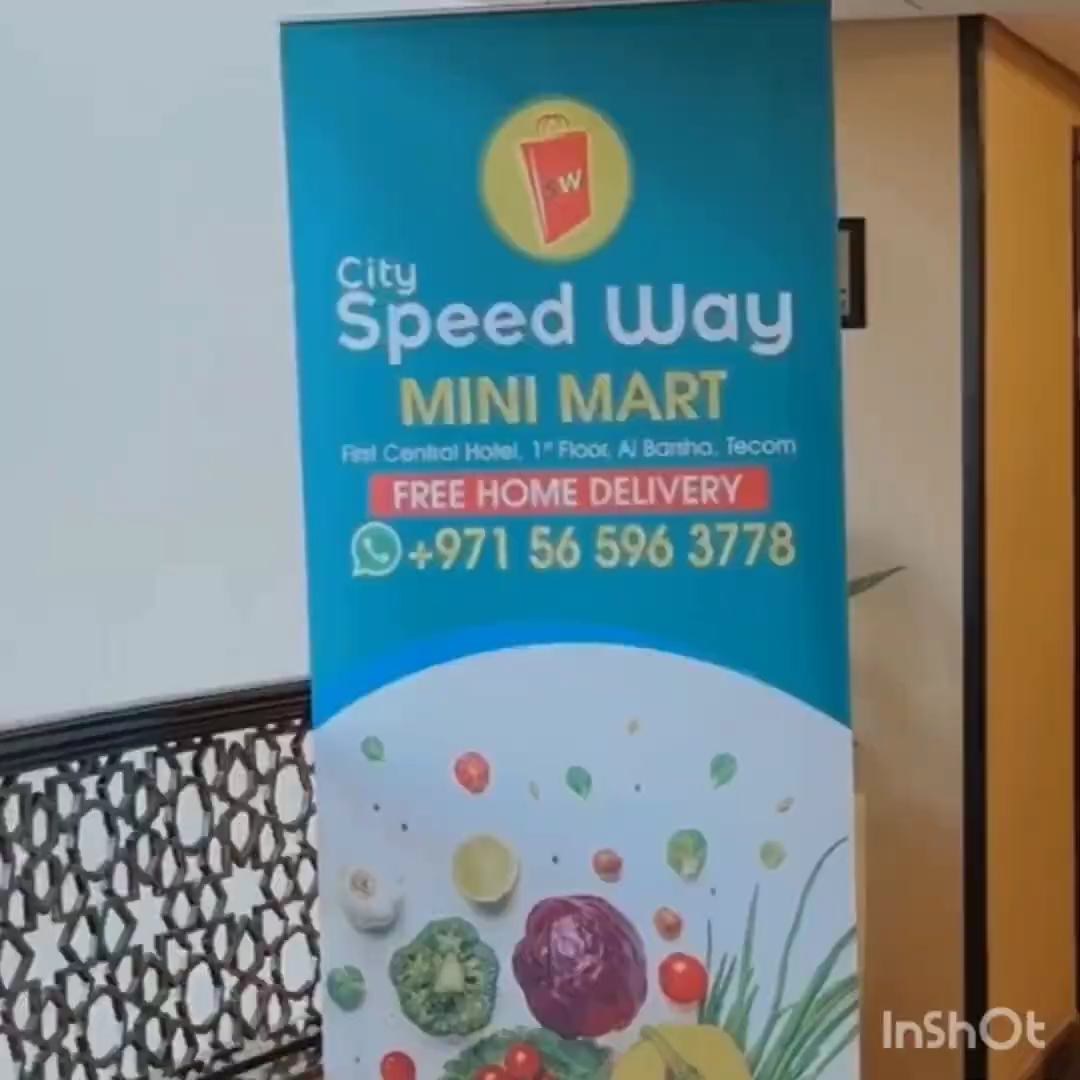 SW
City
Speed Way
MINI MART
First Central Hotel, 1st Floor, Al Barsha, Tecom
FREE HOME DELIVERY
+971 56 596 3778
InShOt